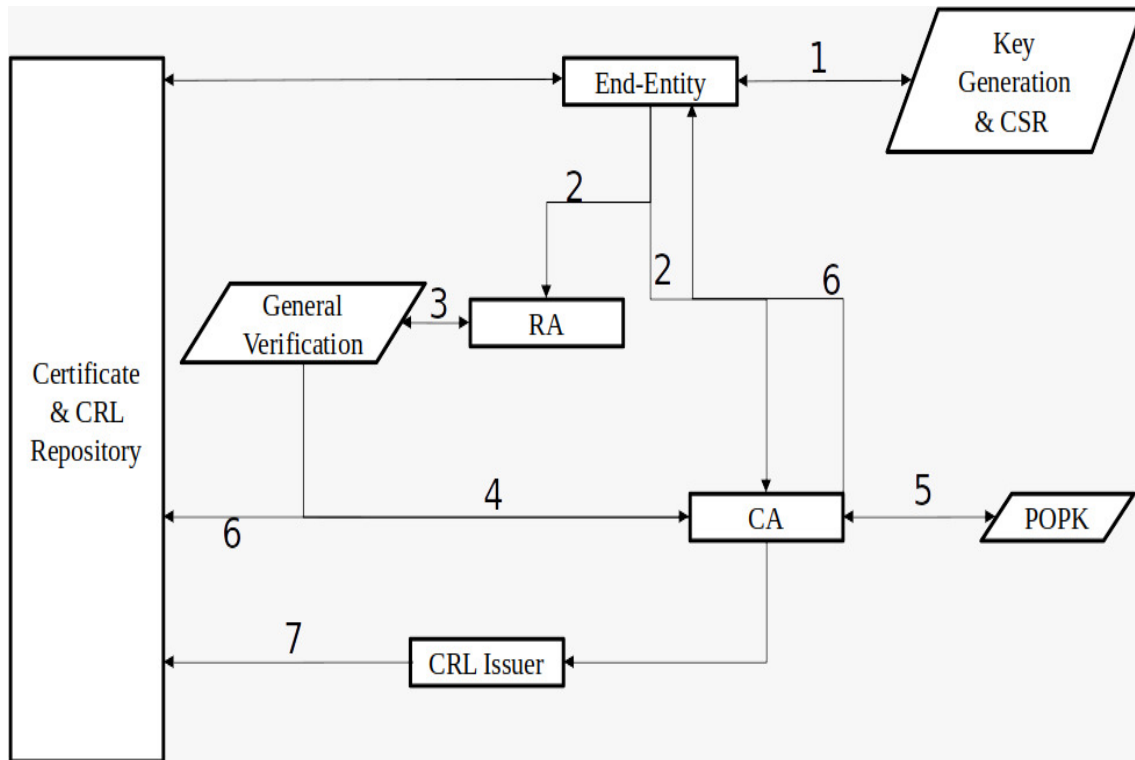 1
Key
Generation
& CSR
End-Entity
2
2
6
General
Verification
3
RA
Certificate
& CRL
Repository
4
5
6
CA
POPK
7
CRL Issuer